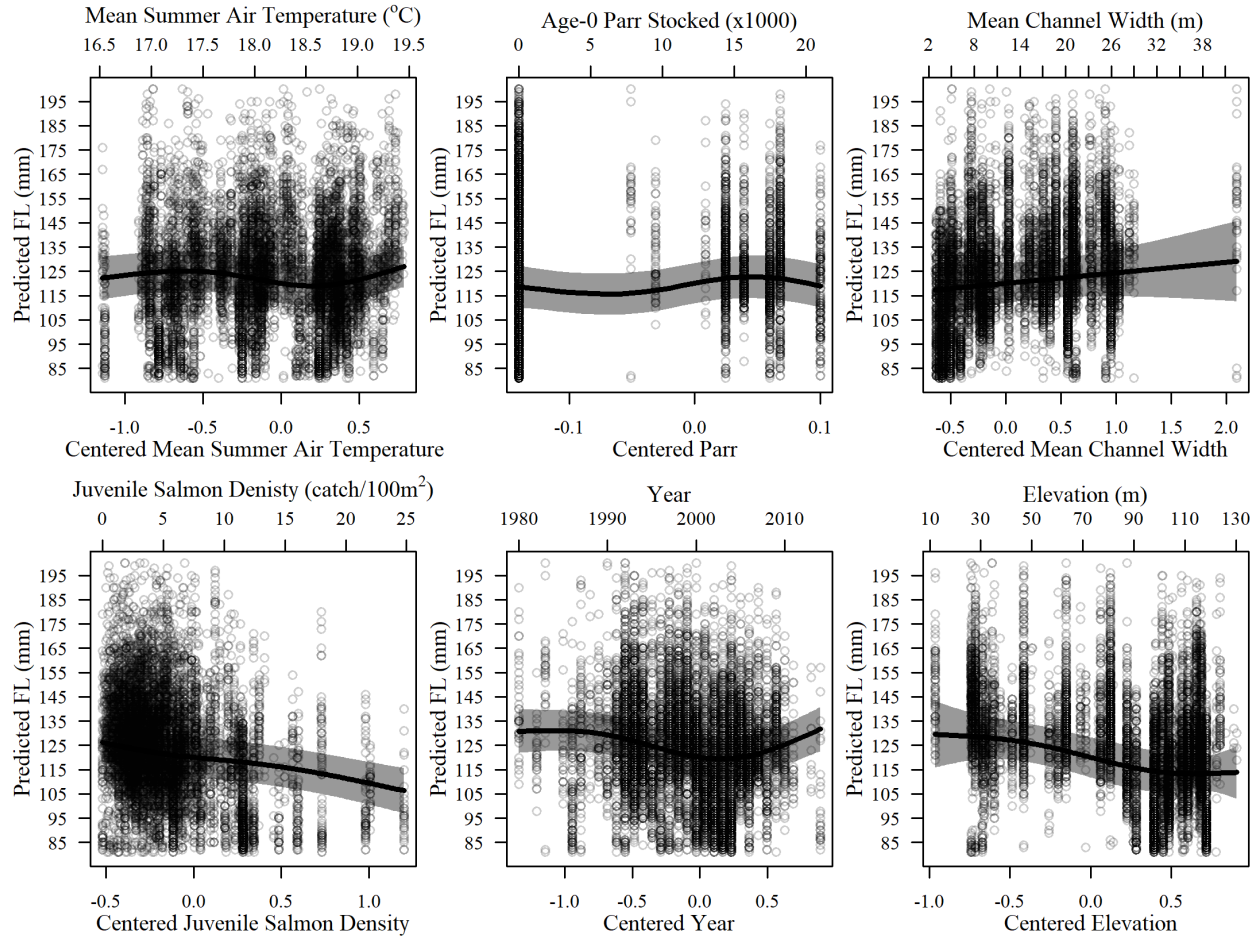 Mean Summer Air Temperature (°C)
16.5 17.0 17.5 18.0 18.5 19.0 19.5
Predicted FL (mm)
195
185
175
165
155
145
135
125
115
105
95
85
-1.0 -0.5 0.0 0.5
Centered Mean Summer Air Temperature
Age-0 Parr Stocked (x1000)
0 5 10 15 21
Predicted FL (mm)
195
185
175
165
155
145
135
125
115
105
95
85
-0.1 0.0 0.1
Centered Parr
Mean Channel Width (m)
2 8 14 20 26 32 38
Predicted FL (mm)
195
185
175
165
155
145
135
125
115
105
95
85
-0.5 0.0 0.5 1.0 1.5 2.0
Centered Mean Channel Width
Juvenile Salmon Denisty (catch/100m²)
0 5 7 11 15 18 22 25
Predicted FL (mm)
195
185
175
165
155
145
135
125
115
105
95
85
-0.5 0.0 0.5 1.0
Centered Juvenile Salmon Density
Year
1980 1990 2000 2010
Predicted FL (mm)
195
185
175
165
155
145
135
125
115
105
95
85
-1.0 -0.5 0.0 0.5
Centered Year
Elevation (m)
10 30 50 70 90 110 130
Predicted FL (mm)
195
185
175
165
155
145
135
125
115
105
95
85
-1.0 -0.5 0.0 0.5
Centered Elevation